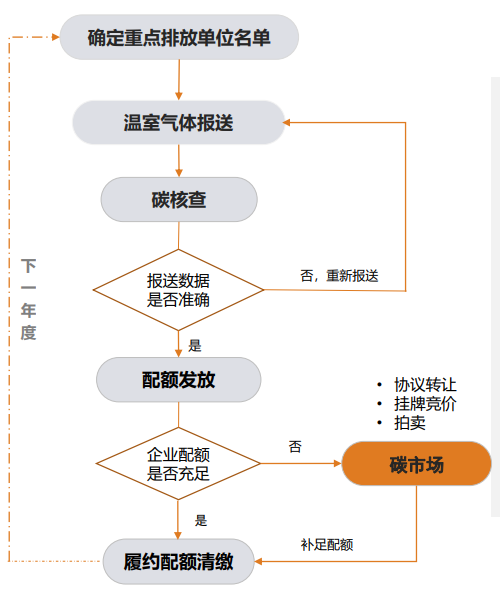 确定重点排放单位名单
温室气体报送
碳核查
报送数据
是否准确
否，重新报送
下
一
年
度
是
配额发放
• 协议转让
• 挂牌竞价
• 拍卖
企业配额
是否充足
否
碳市场
是
补足配额
履约配额清缴